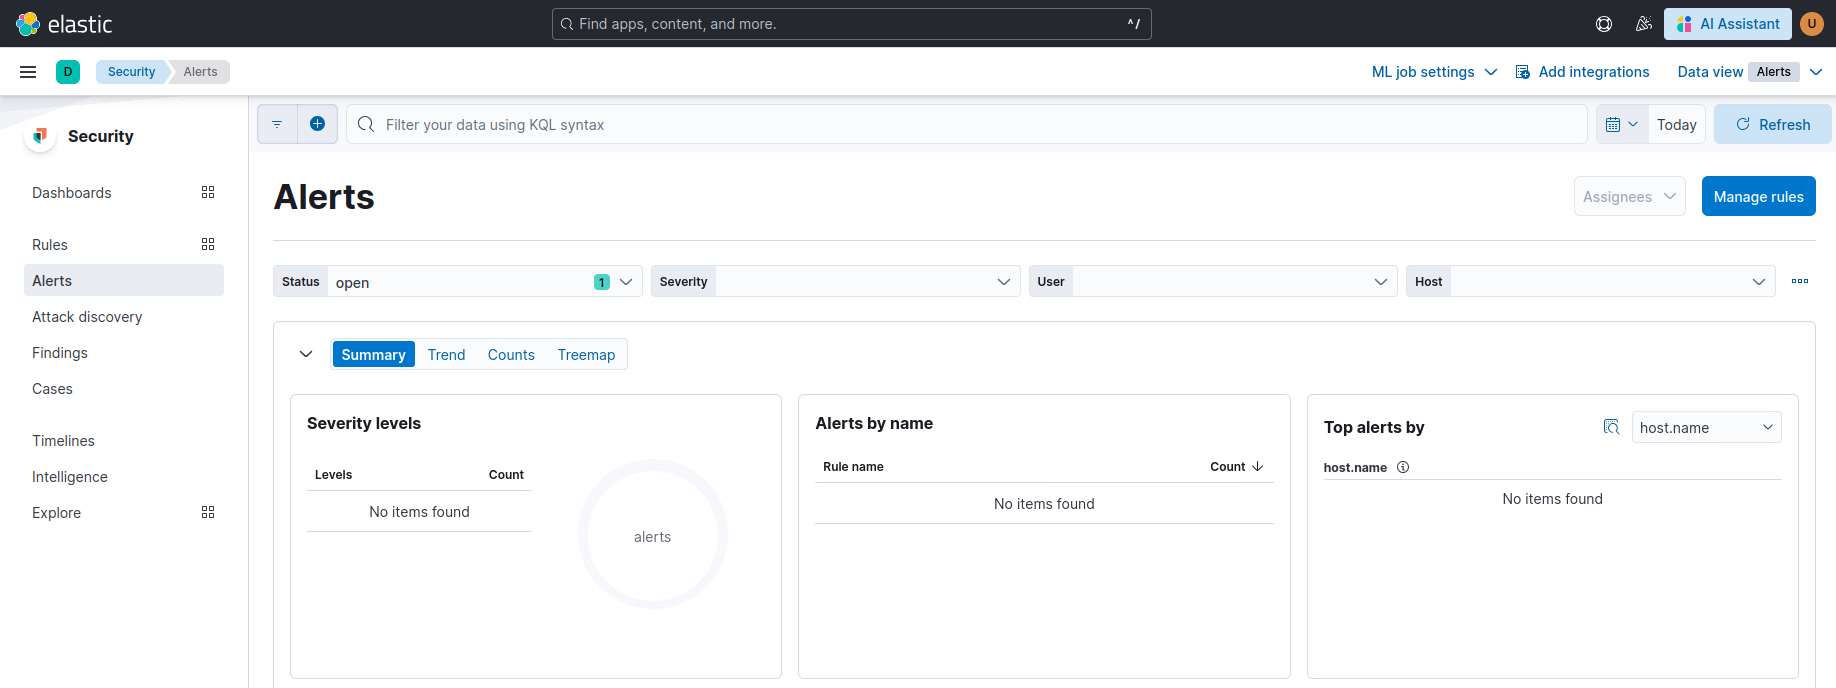 elastic
Find apps, content, and more.
^/
AI Assistant
U
D
Security
Alerts
ML job settings
Add integrations
Data view
Alerts
Security
Filter your data using KQL syntax
Today
Refresh
Dashboards
Rules
Alerts
Attack discovery
Findings
Cases
Timelines
Intelligence
Explore
Alerts
Assignees
Manage rules
Status
open
1
Severity
User
Host
Summary
Trend
Counts
Treemap
Severity levels
Levels
Count
No items found
alerts
Alerts by name
Rule name
Count
No items found
Top alerts by
host.name
host.name
No items found